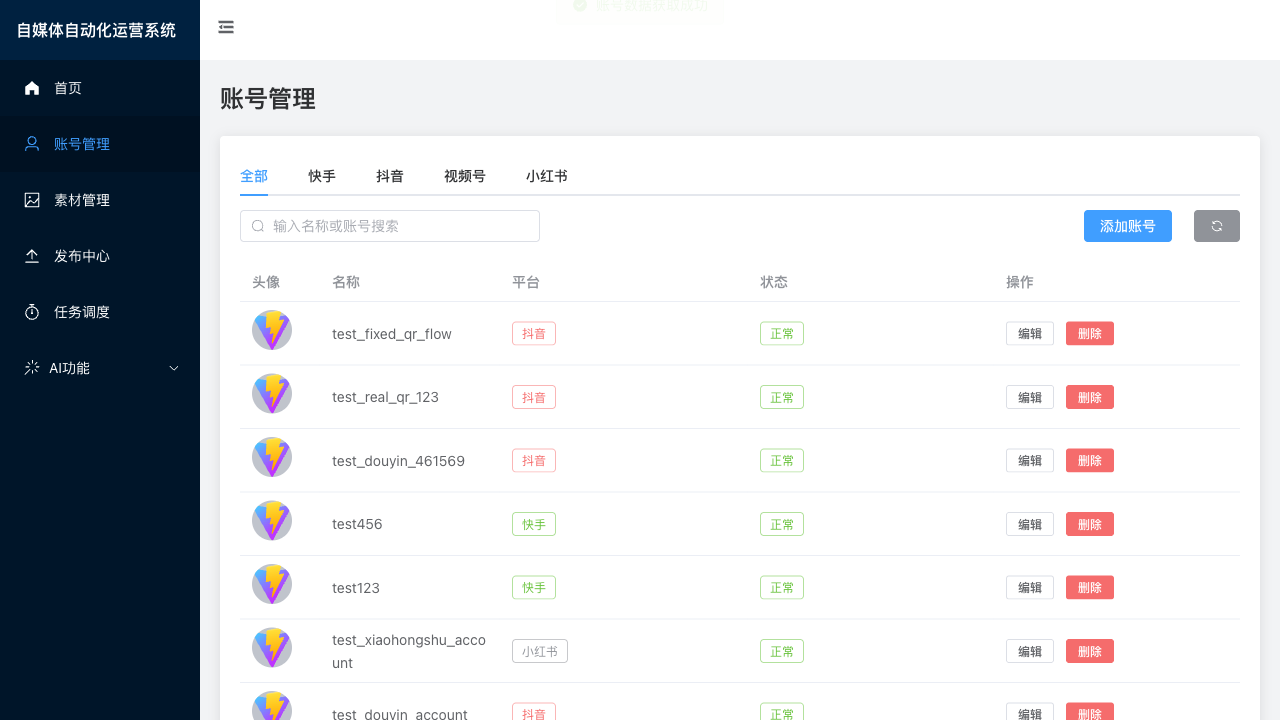 自媒体自动化运营系统
账号数据获取成功
首页
账号管理
素材管理
发布中心
任务调度
AI功能
账号管理
全部 快手 抖音 视频号 小红书
输入名称或账号搜索 添加账号
头像 名称 平台 状态 操作
test_fixed_qr_flow 抖音 正常 编辑 删除
test_real_qr_123 抖音 正常 编辑 删除
test_douyin_461569 抖音 正常 编辑 删除
test456 快手 正常 编辑 删除
test123 快手 正常 编辑 删除
test_xiaohongshu_acco
unt 小红书 正常 编辑 删除
test_douyin_account 抖音 正常 编辑 删除